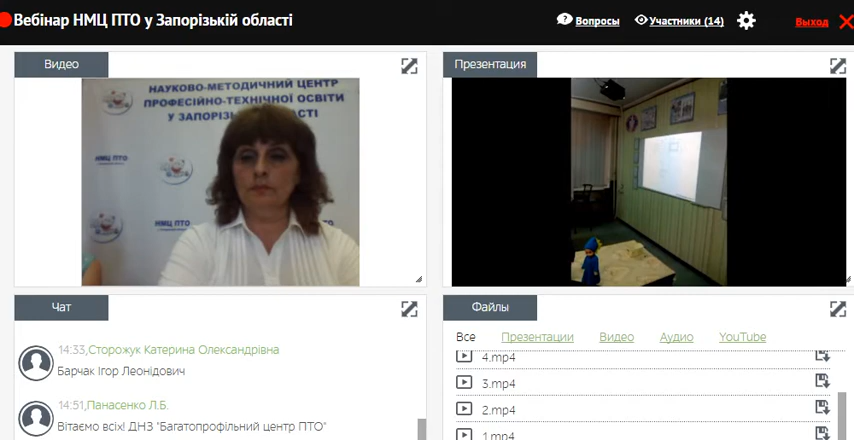 Вебінар НМЦ ПТО у Запорізькій області
Вопросы
Участники (14)
Выход
Видео
НАУКОВО-МЕТОДИЧНИЙ ЦЕНТР
ПРОФЕСІЙНО-ТЕХНІЧНОЇ ОСВІТИ
У ЗАПОРІЗЬ ОБЛАСТІ
НМЦ ПТО
НМЦ ПТО
Презентация
Чат
14:33,Сторожук Катерина Олександрівна
Барчак Ігор Леонідович
14:51,Панасенко Л.Б.
Вітаємо всіх! ДНЗ "Багатопрофільний центр ПТО"
Файлы
Все
Презентации
Видео
Аудио
YouTube
4.mp4
3.mp4
2.mp4
1.mp4